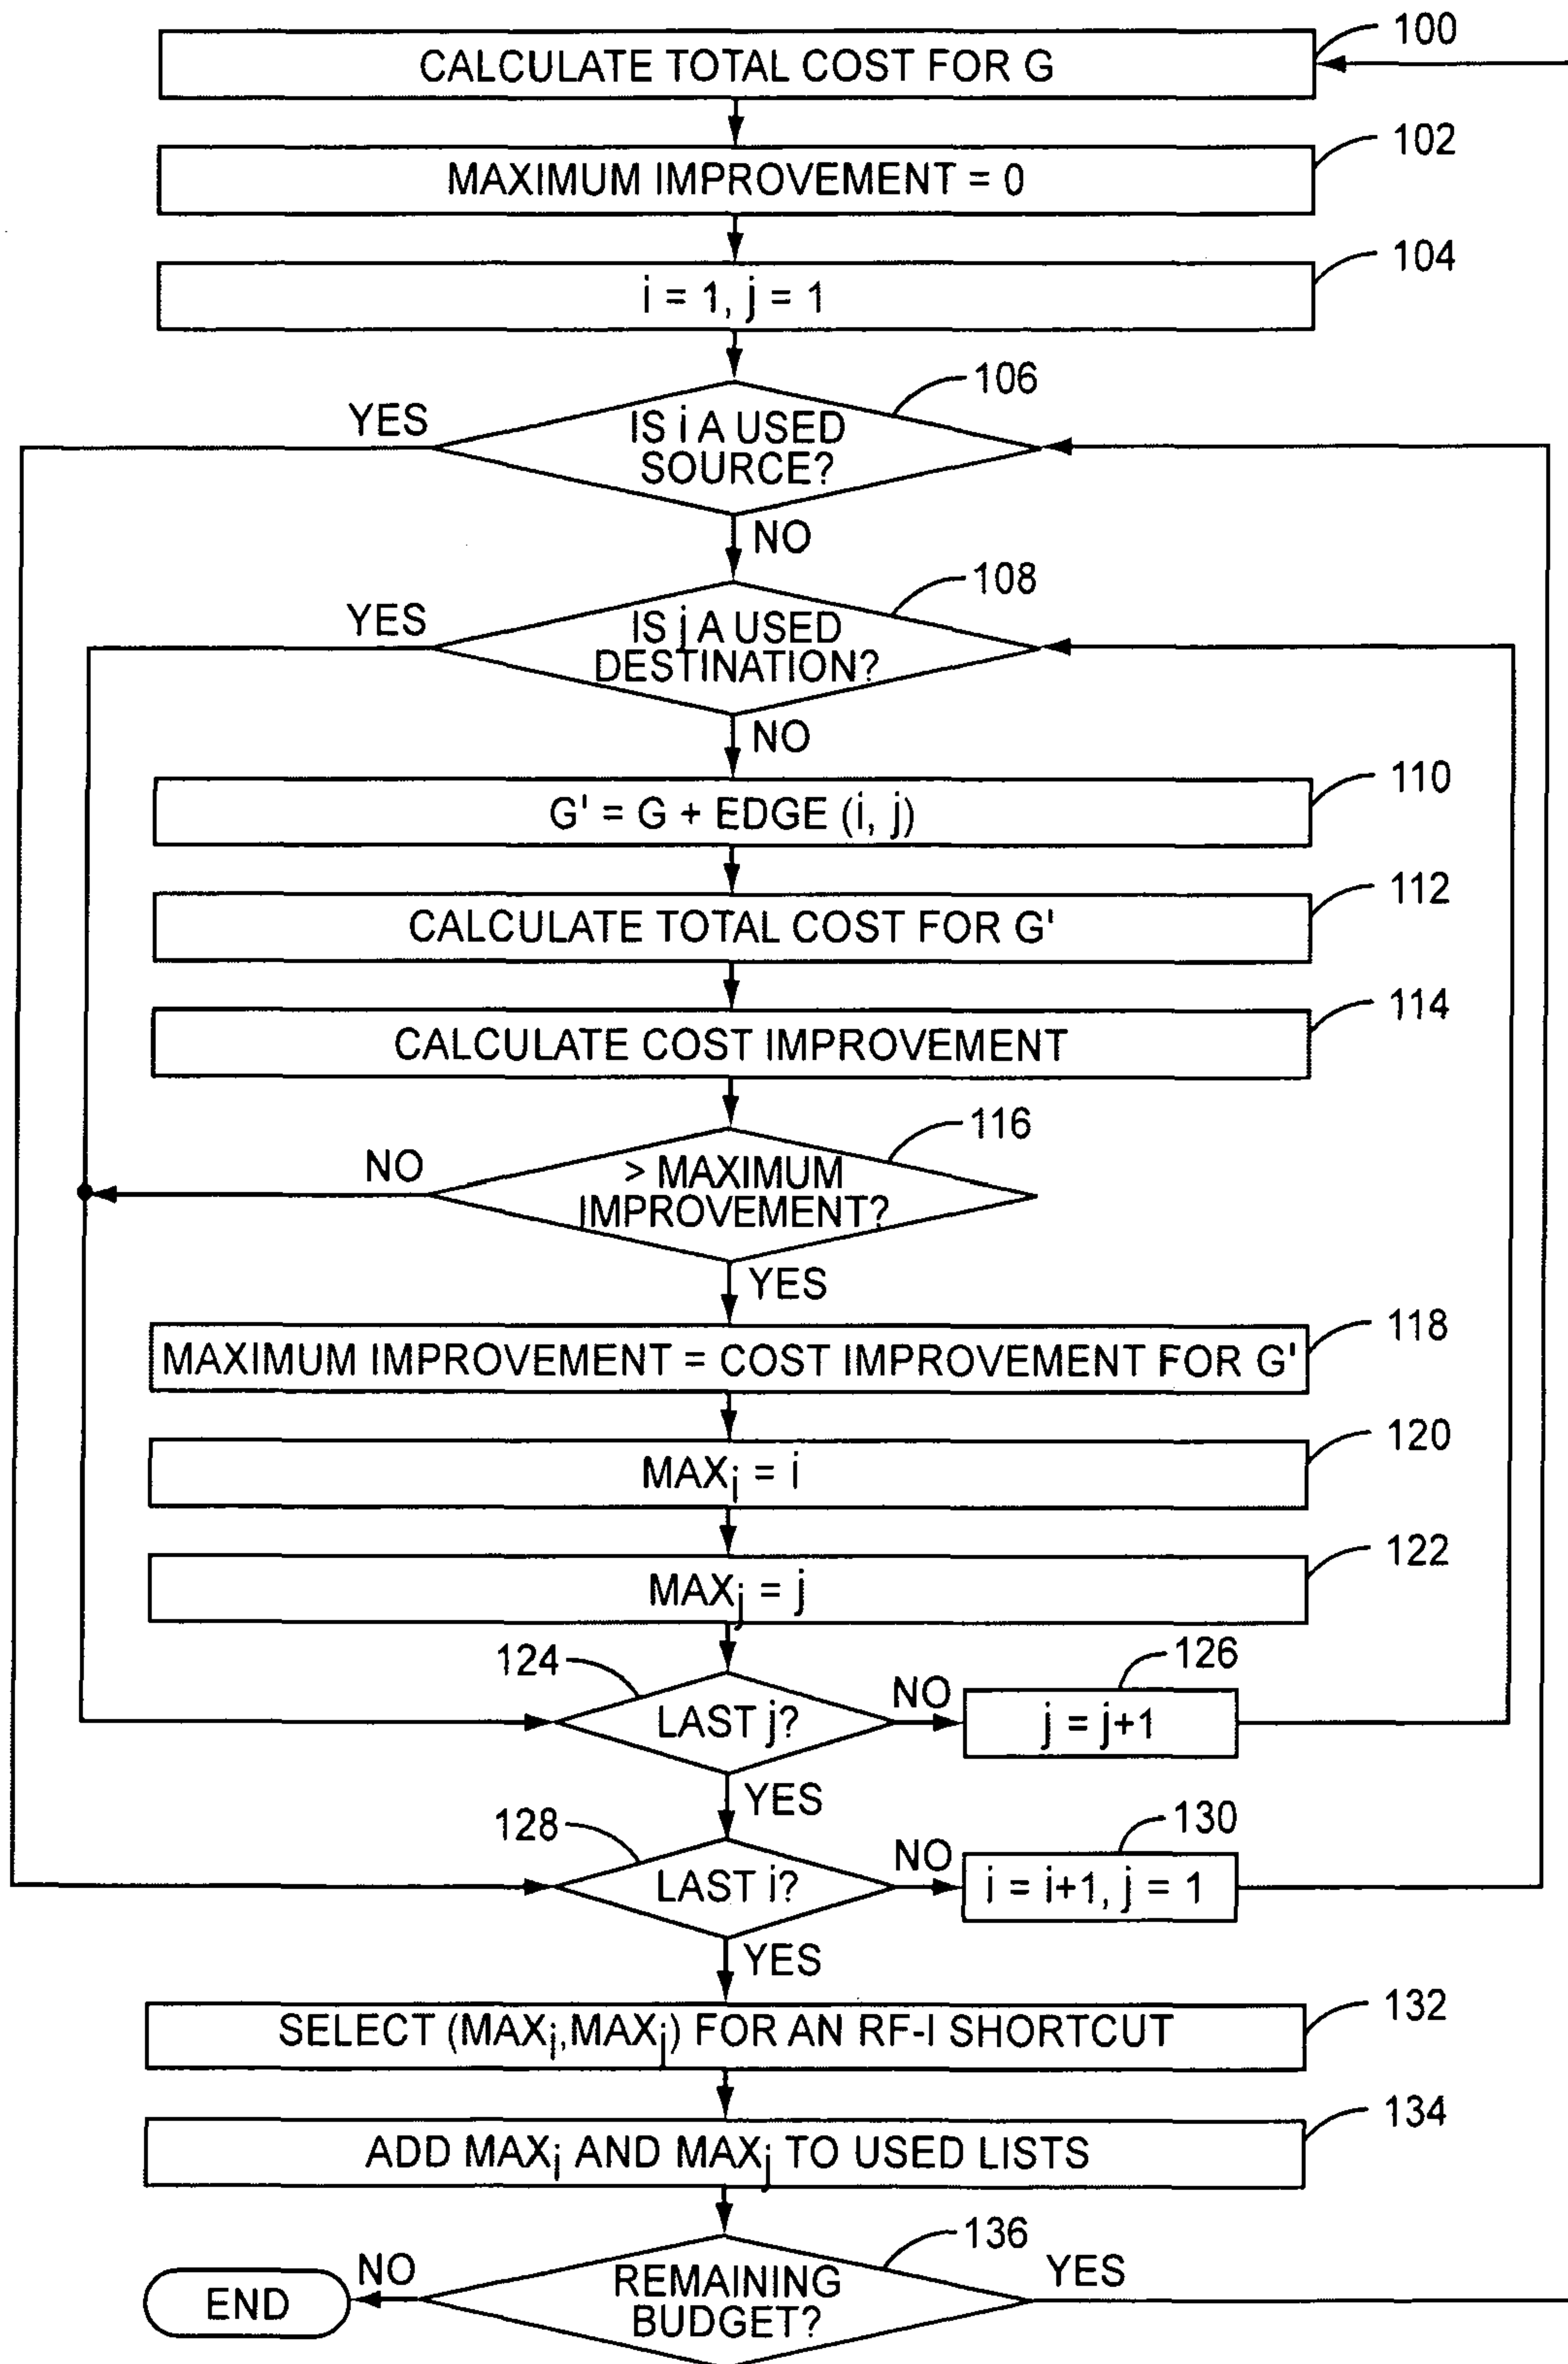 100
CALCULATE TOTAL COST FOR G
102
MAXIMUM IMPROVEMENT = 0
104
i = 1, j = 1
106
YES
IS i A USED
SOURCE?
NO
108
YES
IS j A USED
DESTINATION?
NO
110
G' = G + EDGE (i, j)
112
CALCULATE TOTAL COST FOR G'
114
CALCULATE COST IMPROVEMENT
116
NO
> MAXIMUM
IMPROVEMENT?
YES
118
MAXIMUM IMPROVEMENT = COST IMPROVEMENT FOR G'
120
MAXi = i
122
MAXj = j
124
LAST j?
NO
126
j = j+1
YES
128
LAST i?
NO
130
i = i+1, j = 1
YES
132
SELECT (MAXi,MAXj) FOR AN RF-I SHORTCUT
134
ADD MAXi AND MAXj TO USED LISTS
136
END
NO
REMAINING
BUDGET?
YES